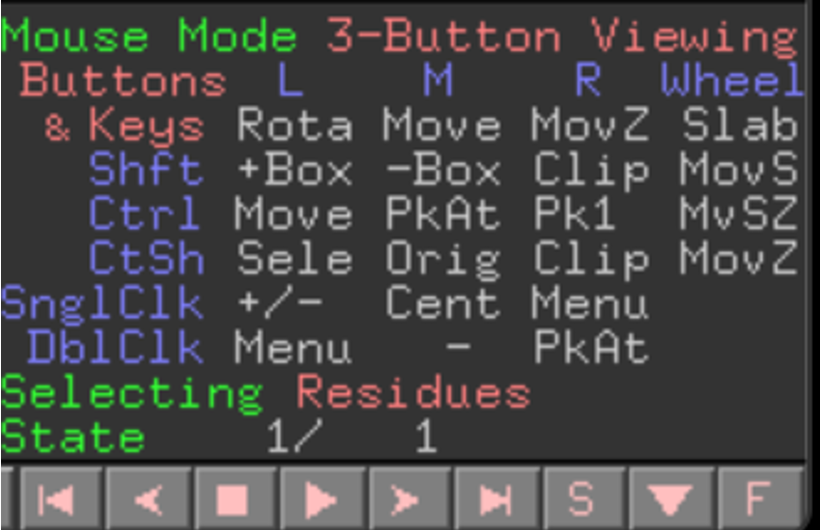 Mouse Mode 3-Button Viewing
Buttons L M R Wheel
& Keys Rota Move MovZ Slab
Shft +Box -Box Clip MovS
Ctrl Move PkAt Pk1 MvSZ
CtSh Sele Orig Clip MovZ
SnglClk +/- Cent Menu
DblClk Menu - PkAt
Selecting Residues
State 1/ 1
S F